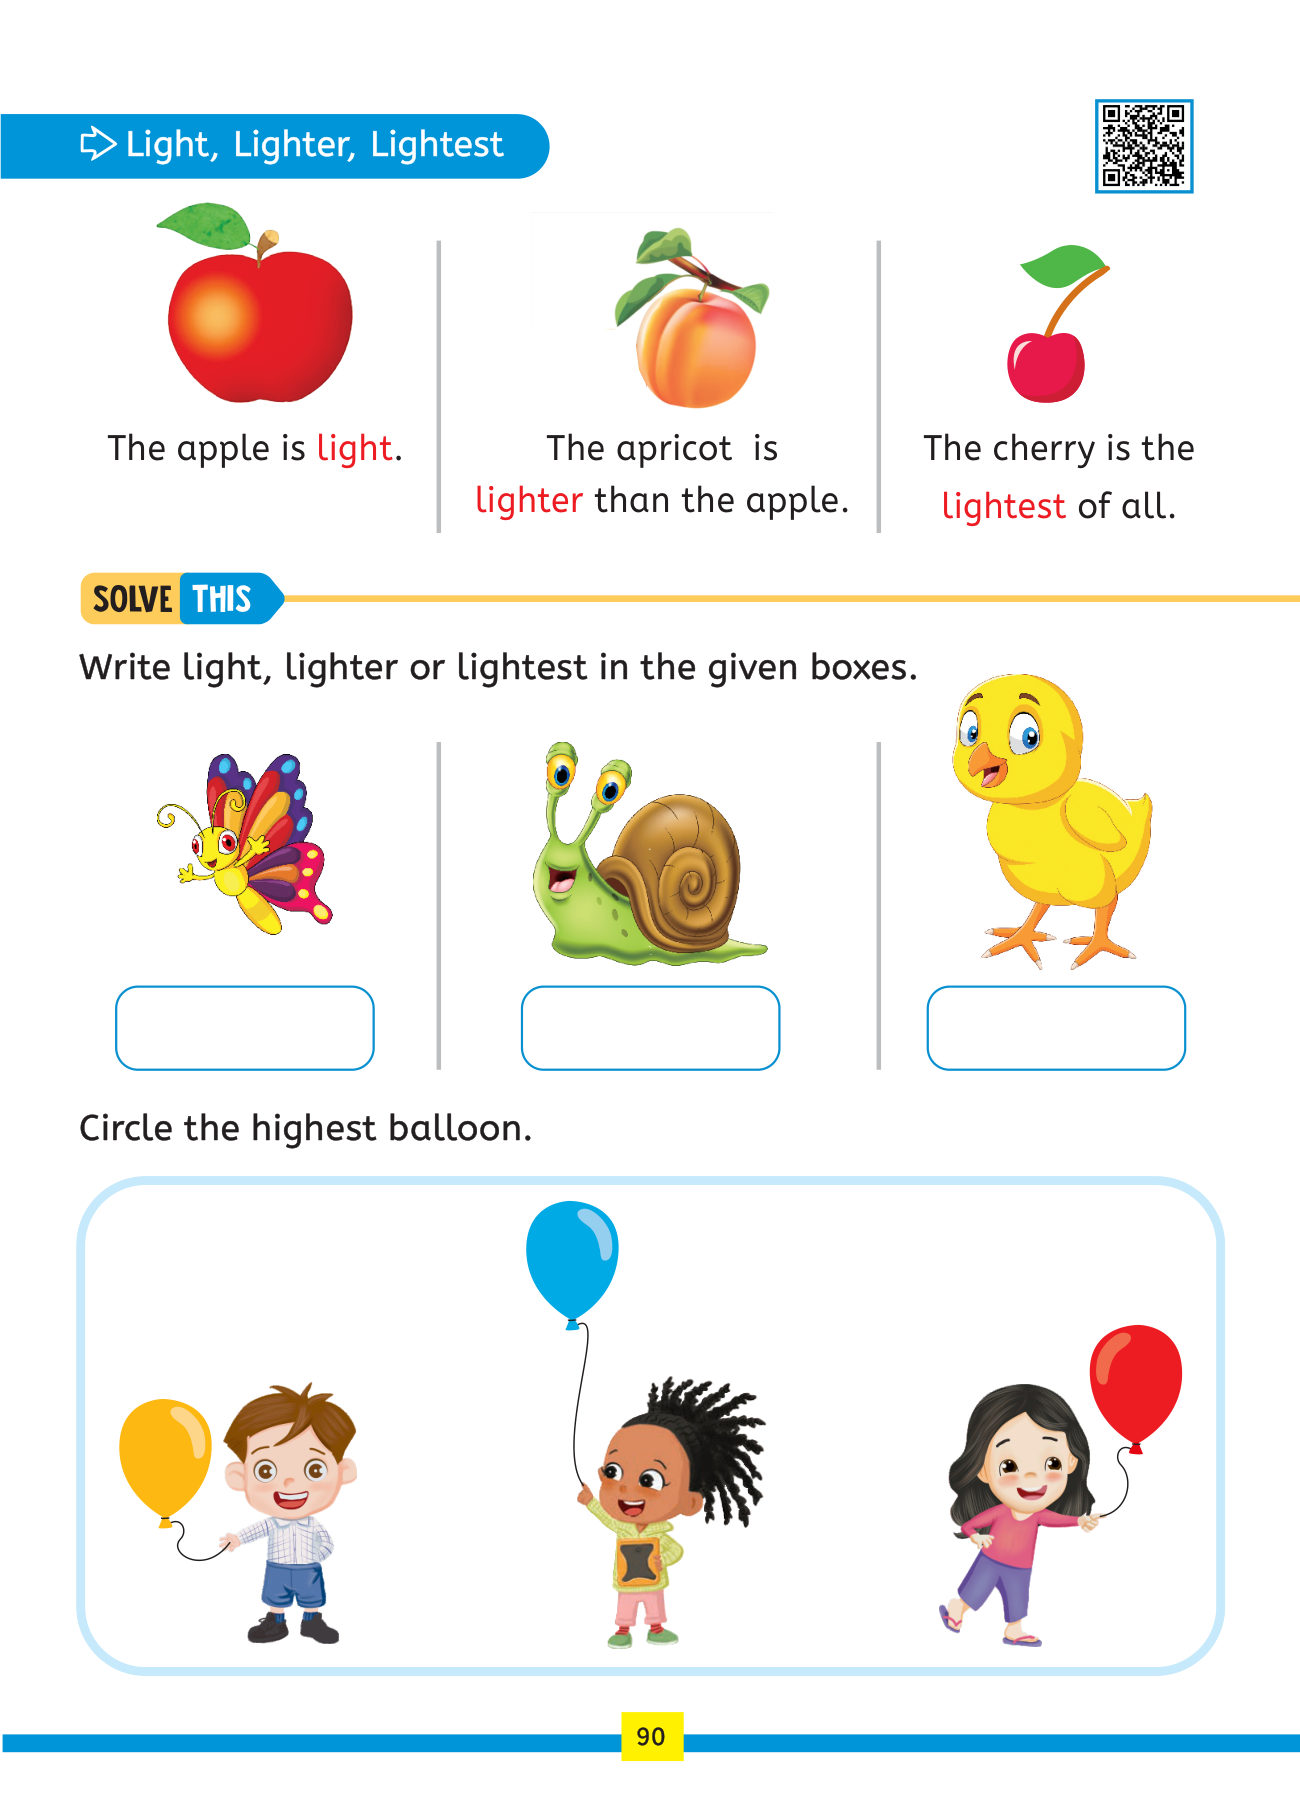 Light, Lighter, Lightest
The apple is light.
The apricot is
lighter than the apple.
The cherry is the
lightest of all.
SOLVE THIS
Write light, lighter or lightest in the given boxes.
Circle the highest balloon.
90